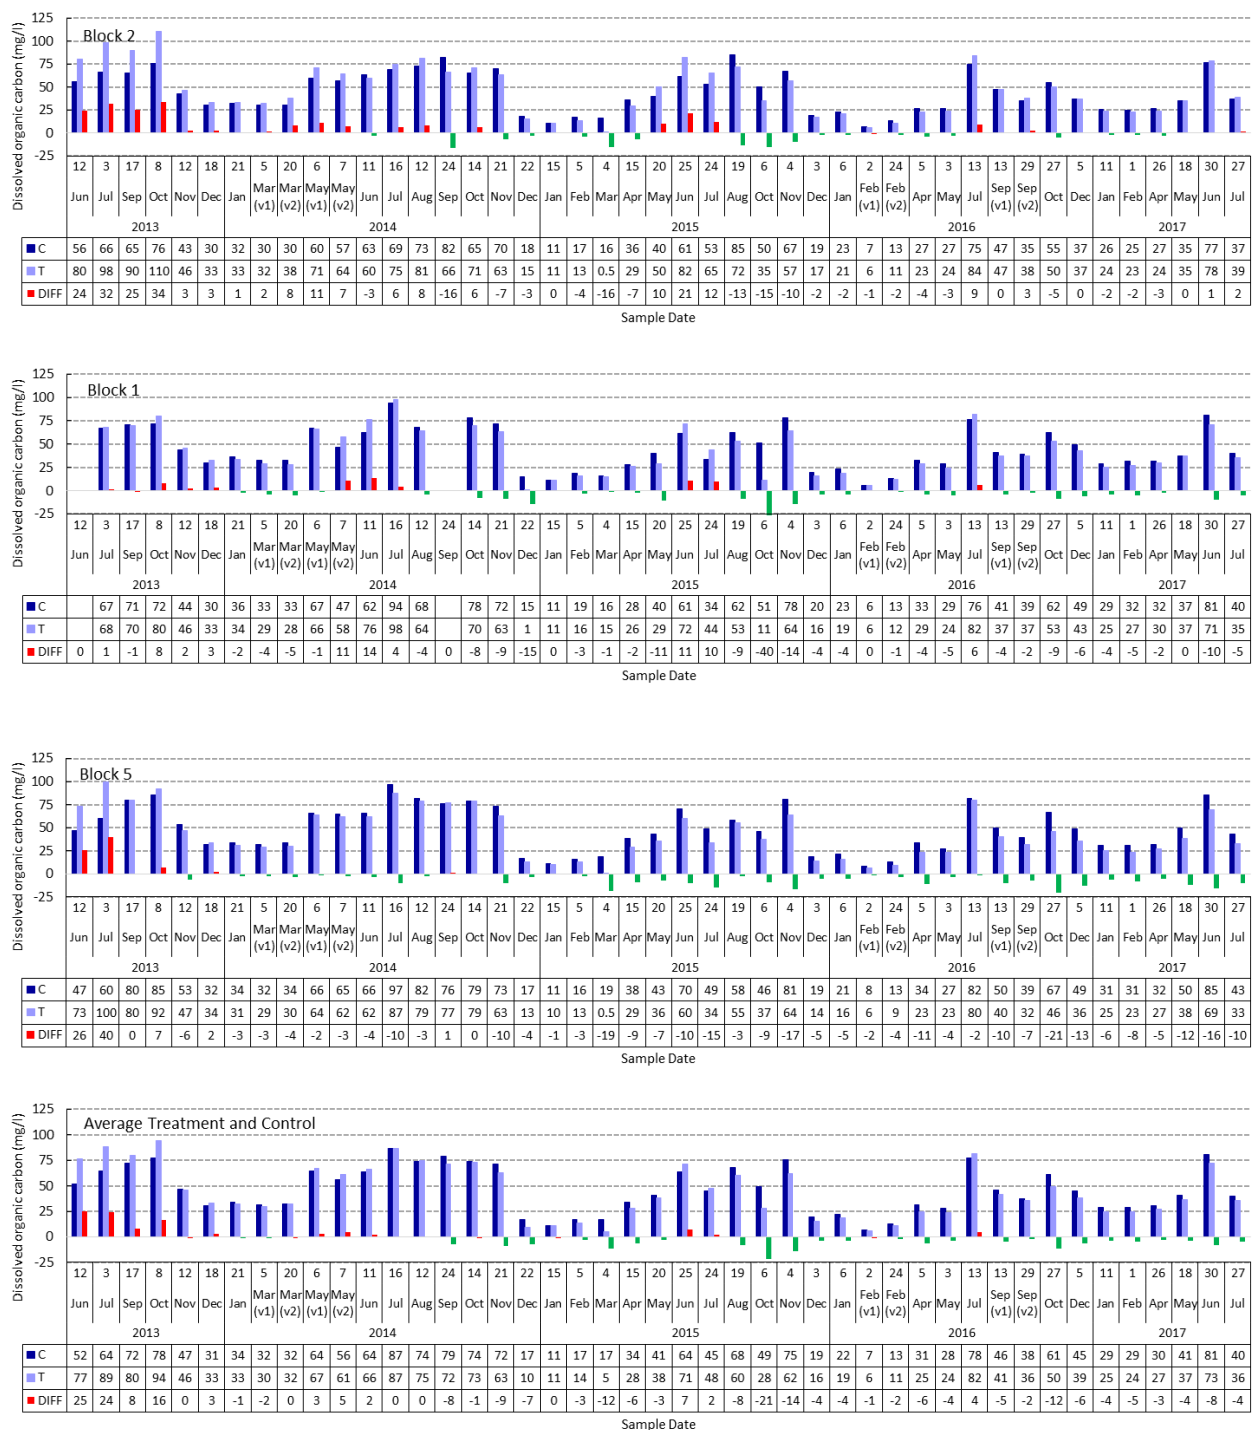 Dissolved organic carbon (mg/l)
Block 2
125
100
75
50
25
0
-25
12 3 17 8 12 18 21 5 20 6 7 11 16 12 24 14 21 22 15 5 4 15 20 25 24 19 6 4 3 6 2 24 5 3 13 13 29 27 5 11 1 26 18 30 27
Jun Jul Sep Oct Nov Dec Jan Mar (v1) Mar (v2) May (v1) May (v2) Jun Jul Aug Sep Oct Nov Dec Jan Feb Mar Apr May Jun Jul Aug Oct Nov Dec Jan Feb (v1) Feb (v2) Apr May Jul Sep (v1) Sep (v2) Oct Dec Jan Feb Apr May Jun Jul
2013 2014 2015 2016 2017
C 56 66 65 76 43 30 32 30 30 60 57 63 69 73 82 65 70 18 11 17 16 36 40 61 53 85 50 67 19 23 7 13 27 27 75 47 35 55 37 26 25 27 35 77 37
T 80 98 90 110 46 33 33 32 38 71 64 60 75 81 66 71 63 15 11 13 0.5 29 50 82 65 72 35 57 17 21 6 11 23 24 84 47 38 50 37 24 23 24 35 78 39
DIFF 24 32 25 34 3 3 1 2 8 11 7 -3 6 8 -16 6 -7 -3 0 -4 -16 -7 10 21 12 -13 -15 -10 -2 -2 -1 -2 -4 -3 9 0 3 -5 0 -2 -2 -3 0 1 2
Sample Date
Dissolved organic carbon (mg/l)
Block 1
125
100
75
50
25
0
-25
12 3 17 8 12 18 21 5 20 6 7 11 16 12 24 14 21 22 15 5 4 15 20 25 24 19 6 4 3 6 2 24 5 3 13 13 29 27 5 11 1 26 18 30 27
Jun Jul Sep Oct Nov Dec Jan Mar (v1) Mar (v2) May (v1) May (v2) Jun Jul Aug Sep Oct Nov Dec Jan Feb Mar Apr May Jun Jul Aug Oct Nov Dec Jan Feb (v1) Feb (v2) Apr May Jul Sep (v1) Sep (v2) Oct Dec Jan Feb Apr May Jun Jul
2013 2014 2015 2016 2017
C 67 71 72 44 30 36 33 33 67 47 62 94 68 78 72 15 11 19 16 28 40 61 34 62 51 78 20 23 6 13 33 29 76 41 39 62 49 29 32 32 37 81 40
T 68 70 80 46 33 34 29 28 66 58 76 98 64 70 63 1 11 16 15 26 29 72 44 53 11 64 16 19 6 12 29 24 82 37 37 53 43 25 27 30 37 71 35
DIFF 0 1 -1 8 2 3 -2 -4 -5 -1 11 14 4 -4 0 -8 -9 -15 0 -3 -1 -2 -11 11 10 -9 -40 -14 -4 -4 0 -1 -4 -5 6 -4 -2 -9 -6 -4 -5 -2 0 -10 -5
Sample Date
Dissolved organic carbon (mg/l)
Block 5
125
100
75
50
25
0
-25
12 3 17 8 12 18 21 5 20 6 7 11 16 12 24 14 21 22 15 5 4 15 20 25 24 19 6 4 3 6 2 24 5 3 13 13 29 27 5 11 1 26 18 30 27
Jun Jul Sep Oct Nov Dec Jan Mar (v1) Mar (v2) May (v1) May (v2) Jun Jul Aug Sep Oct Nov Dec Jan Feb Mar Apr May Jun Jul Aug Oct Nov Dec Jan Feb (v1) Feb (v2) Apr May Jul Sep (v1) Sep (v2) Oct Dec Jan Feb Apr May Jun Jul
2013 2014 2015 2016 2017
C 47 60 80 85 53 32 34 32 34 66 65 66 97 82 76 79 73 17 11 16 19 38 43 70 49 58 46 81 19 21 8 13 34 27 82 50 39 67 49 31 31 32 50 85 43
T 73 100 80 92 47 34 31 29 30 64 62 62 87 79 77 79 63 13 10 13 0.5 29 36 60 34 55 37 64 14 16 6 9 23 23 80 40 32 46 36 25 23 27 38 69 33
DIFF 26 40 0 7 -6 2 -3 -3 -4 -2 -3 -4 -10 -3 1 0 -10 -4 -1 -3 -19 -9 -7 -10 -15 -3 -9 -17 -5 -5 -2 -4 -11 -4 -2 -10 -7 -21 -13 -6 -8 -5 -12 -16 -10
Sample Date
Dissolved organic carbon (mg/l)
Average Treatment and Control
125
100
75
50
25
0
-25
12 3 17 8 12 18 21 5 20 6 7 11 16 12 24 14 21 22 15 5 4 15 20 25 24 19 6 4 3 6 2 24 5 3 13 13 29 27 5 11 1 26 18 30 27
Jun Jul Sep Oct Nov Dec Jan Mar (v1) Mar (v2) May (v1) May (v2) Jun Jul Aug Sep Oct Nov Dec Jan Feb Mar Apr May Jun Jul Aug Oct Nov Dec Jan Feb (v1) Feb (v2) Apr May Jul Sep (v1) Sep (v2) Oct Dec Jan Feb Apr May Jun Jul
2013 2014 2015 2016 2017
C 52 64 72 78 47 31 34 32 32 64 56 64 87 74 79 74 72 17 11 17 17 34 41 64 45 68 49 75 19 22 7 13 31 28 78 46 38 61 45 29 29 30 41 81 40
T 77 89 80 94 46 33 33 30 32 67 61 66 87 75 72 73 63 10 11 14 5 28 38 71 48 60 28 62 16 19 6 11 25 24 82 41 36 50 39 25 24 27 37 73 36
DIFF 25 24 8 16 0 3 -1 -2 0 3 5 2 0 0 -8 -1 -9 -7 0 -3 -12 -6 -3 7 2 -8 -21 -14 -4 -4 -1 -2 -6 -4 4 -5 -2 -12 -6 -4 -5 -3 -4 -8 -4
Sample Date